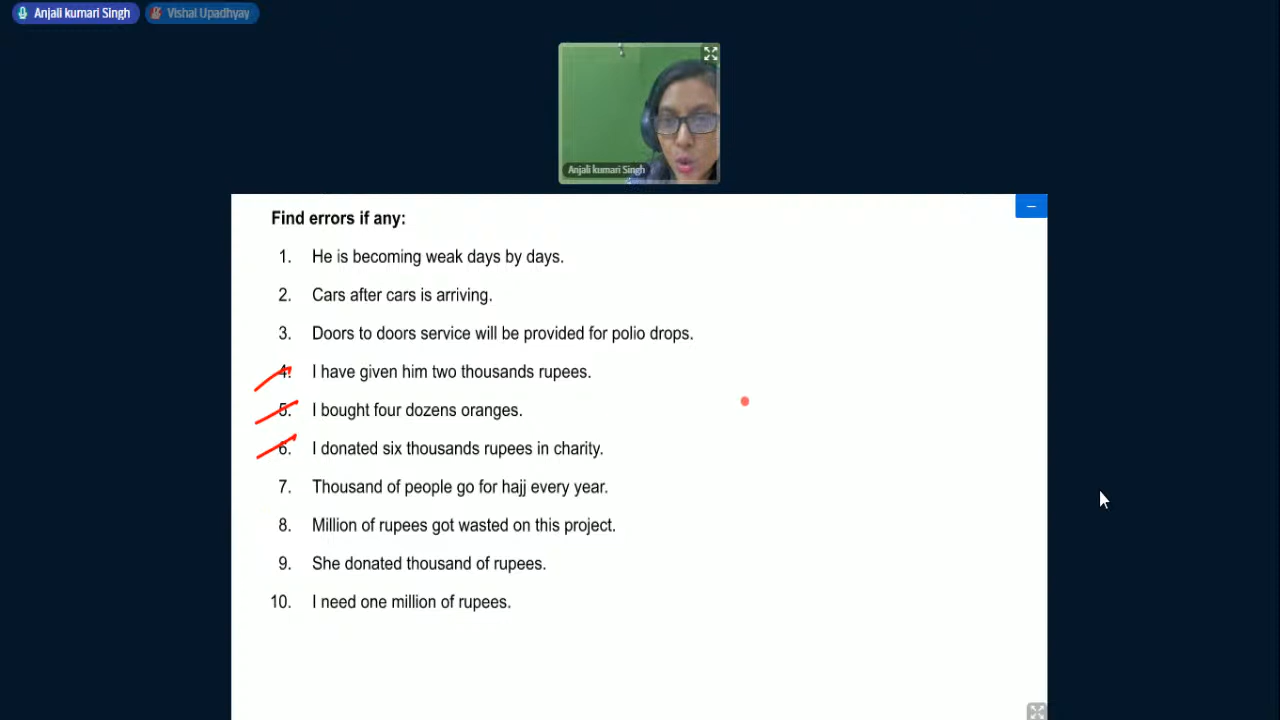 Anjali kumari Singh
Vishal Upadhyay
Anjali kumari Singh
Find errors if any:
1. He is becoming weak days by days.
2. Cars after cars is arriving.
3. Doors to doors service will be provided for polio drops.
4. I have given him two thousands rupees.
5. I bought four dozens oranges.
6. I donated six thousands rupees in charity.
7. Thousand of people go for hajj every year.
8. Million of rupees got wasted on this project.
9. She donated thousand of rupees.
10. I need one million of rupees.